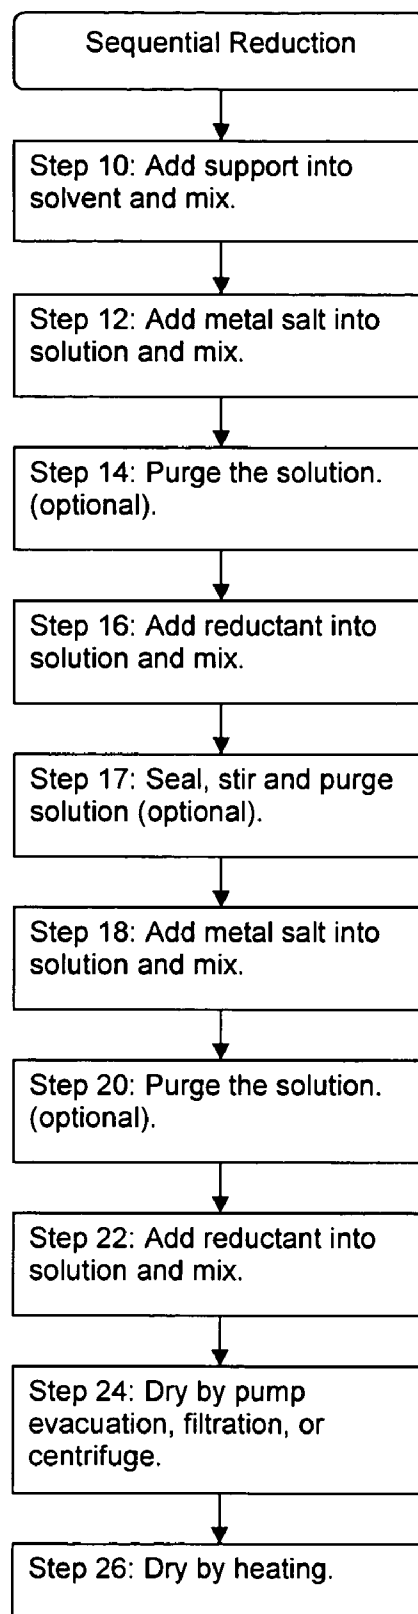 Sequential Reduction
Step 10: Add support into
solvent and mix.
Step 12: Add metal salt into
solution and mix.
Step 14: Purge the solution.
(optional).
Step 16: Add reductant into
solution and mix.
Step 17: Seal, stir and purge
solution (optional).
Step 18: Add metal salt into
solution and mix.
Step 20: Purge the solution.
(optional).
Step 22: Add reductant into
solution and mix.
Step 24: Dry by pump
evacuation, filtration, or
centrifuge.
Step 26: Dry by heating.